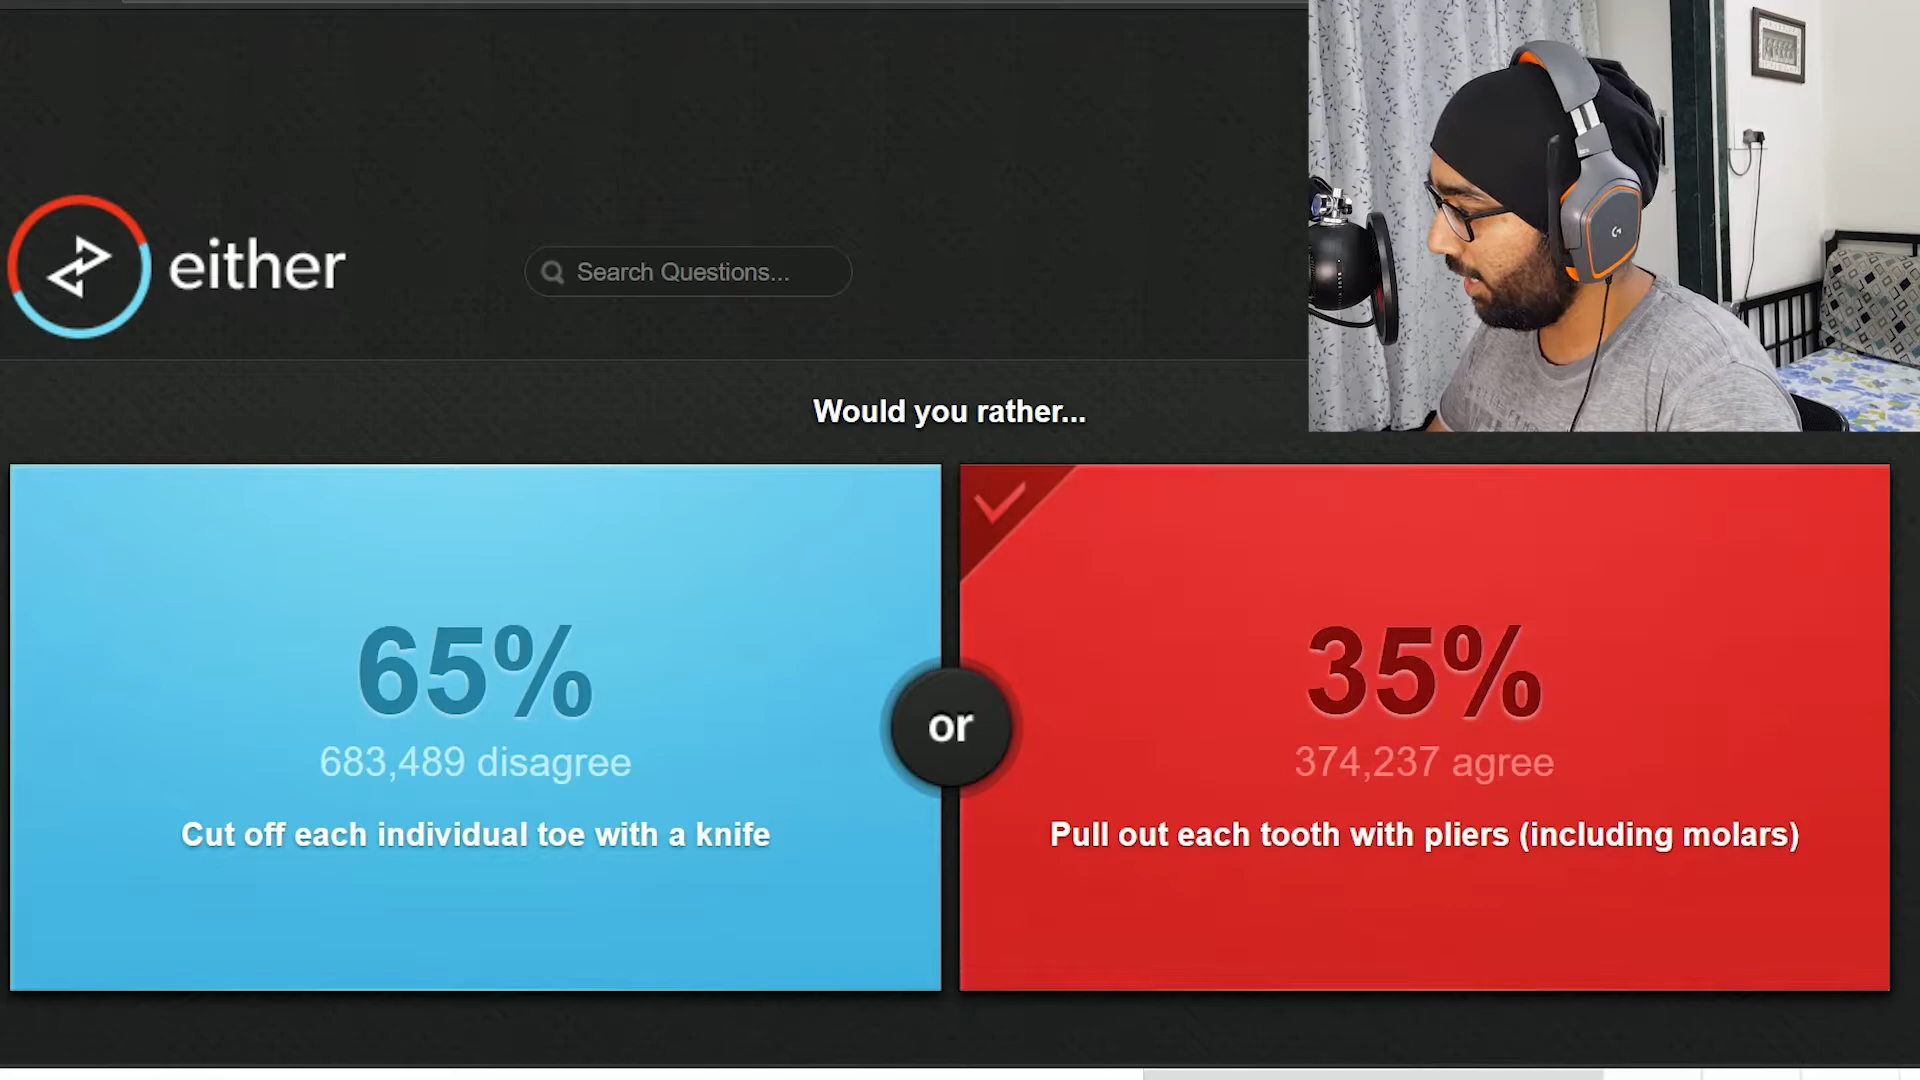 either
Search Questions...
Would you rather...
65%
683,489 disagree
Cut off each individual toe with a knife
or
35%
374,237 agree
Pull out each tooth with pliers (including molars)